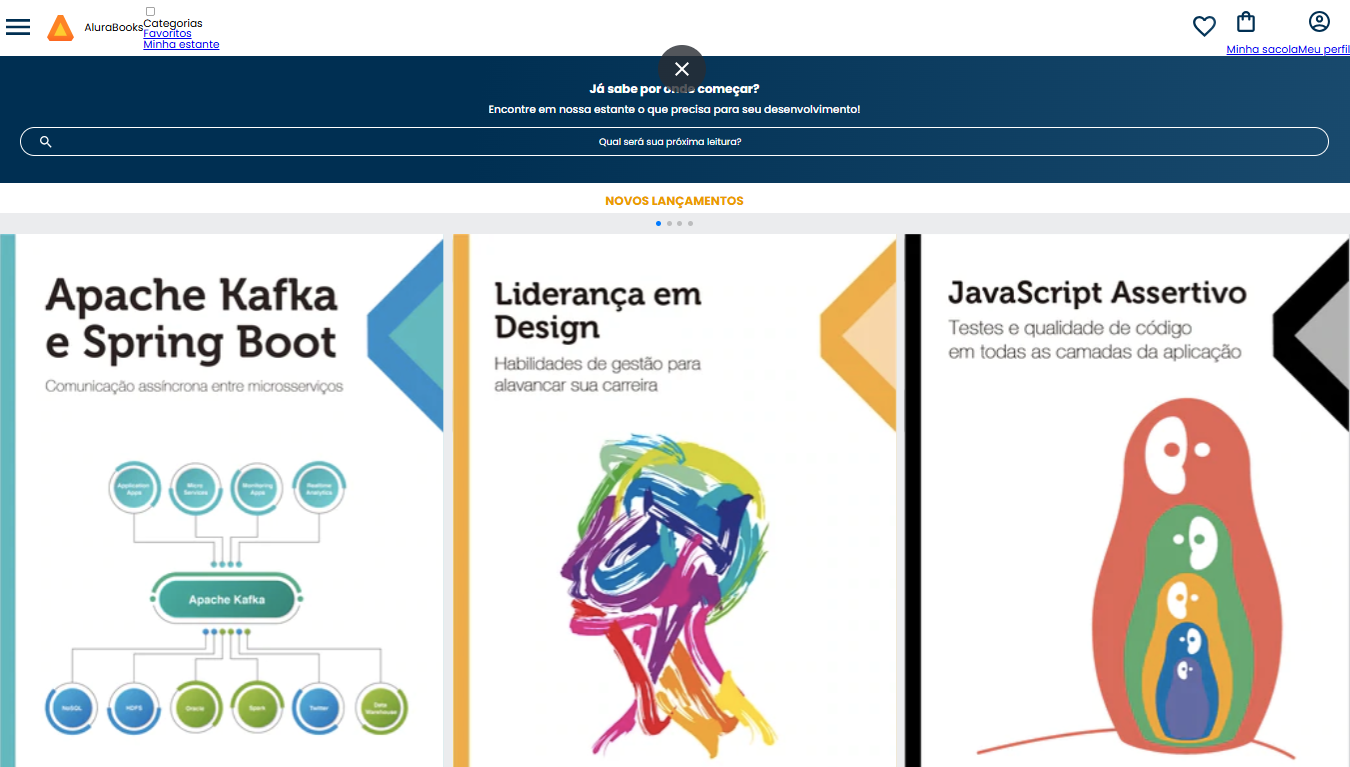 AluraBooks
Categorias
Favoritos
Minha estante
Minha sacola
Meu perfil
Já sabe por onde começar?
Encontre em nossa estante o que precisa para seu desenvolvimento!
Qual será sua próxima leitura?
NOVOS LANÇAMENTOS
Apache Kafka
e Spring Boot
Comunicação assíncrona entre microsserviços
Application
Apps
Micro
Services
Monitoring
Apps
Realtime
Analytics
Apache Kafka
NoSQL
HDFS
Oracle
Spark
Twitter
Data
Warehouse
Liderança em
Design
Habilidades de gestão para
alavancar sua carreira
JavaScript Assertivo
Testes e qualidade de código
em todas as camadas da aplicação